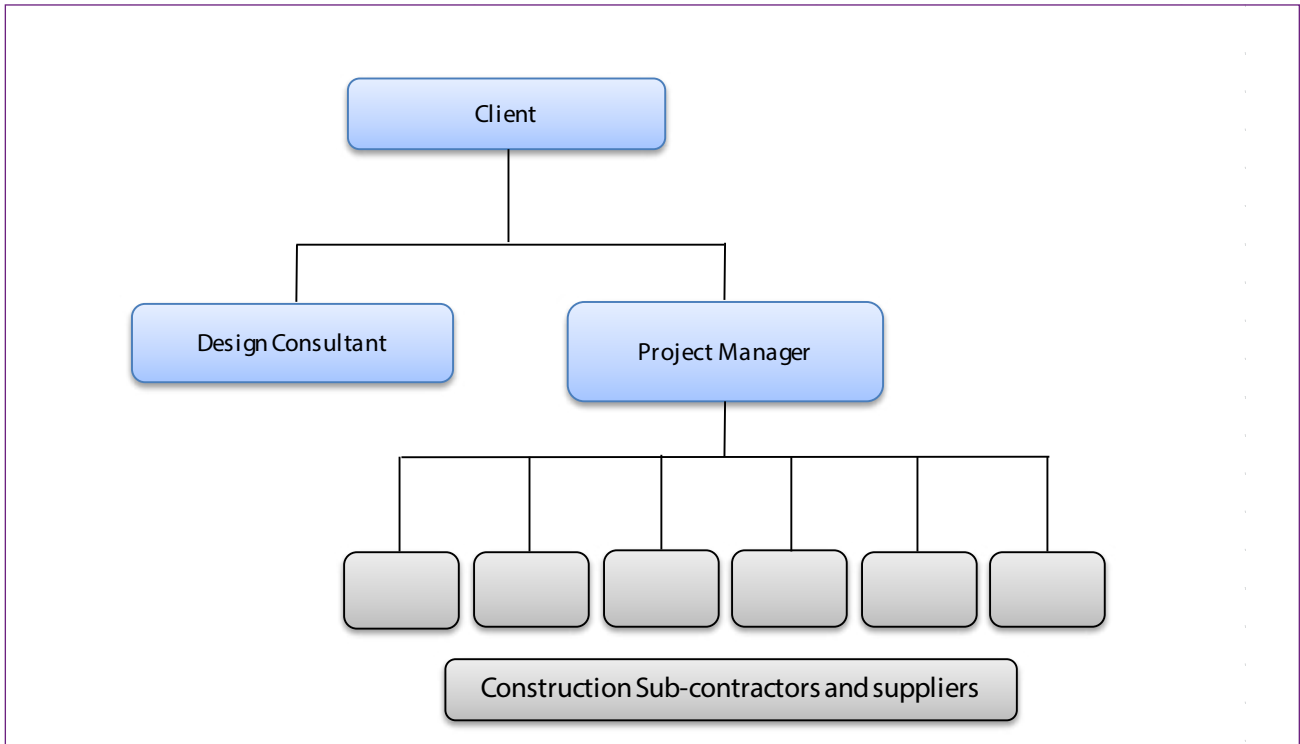 Client
Design Consultant
Project Manager
Construction Sub-contractors and suppliers